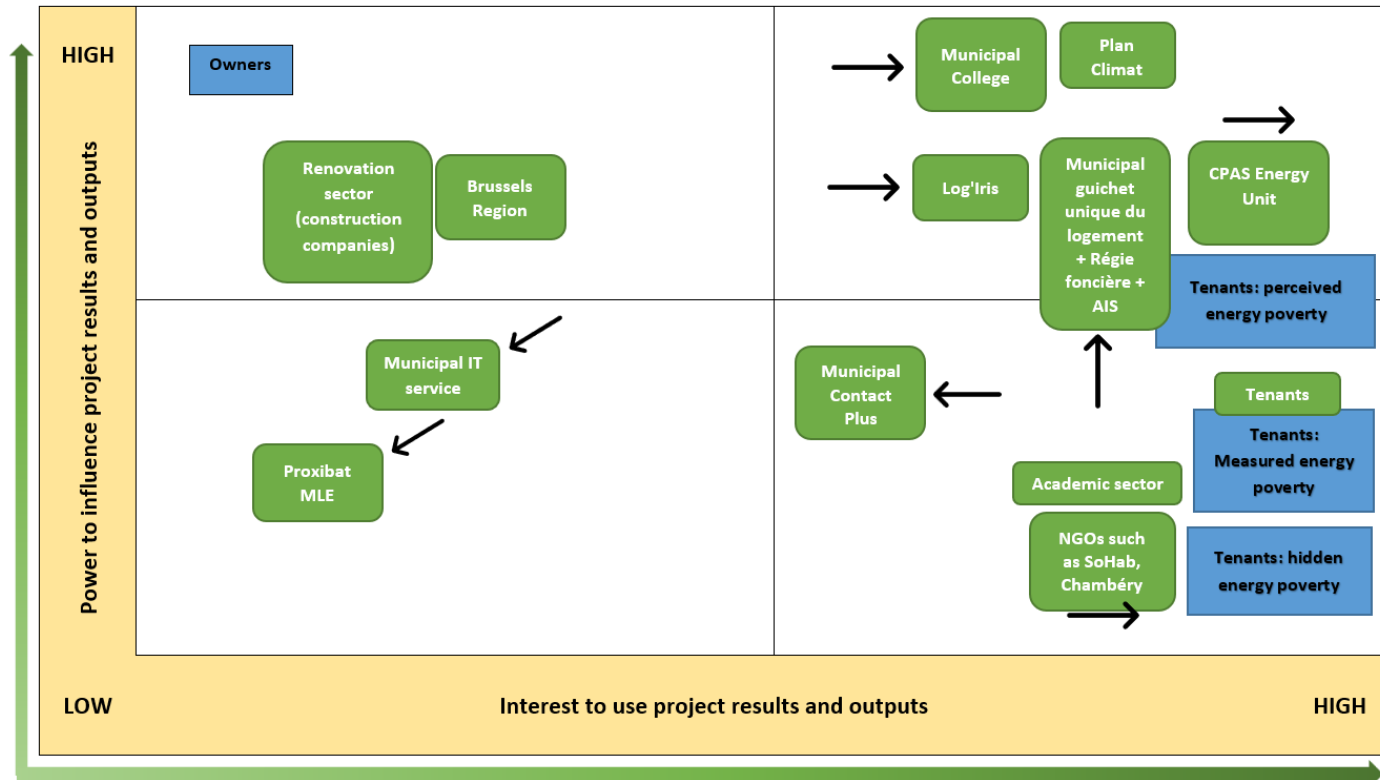 HIGH
Power to influence project results and outputs
LOW
Interest to use project results and outputs
HIGH
Owners
Renovation
sector
(construction
companies)
Brussels
Region
Municipal
College
Plan
Climat
Log'Iris
Municipal
guichet
unique du
logement
+ Régie
foncière +
AIS
CPAS Energy
Unit
Tenants: perceived
energy poverty
Municipal IT
service
Proxibat
MLE
Municipal
Contact
Plus
Tenants
Tenants:
Measured energy
poverty
Academic sector
NGOs such
as SoHab,
Chambéry
Tenants: hidden
energy poverty